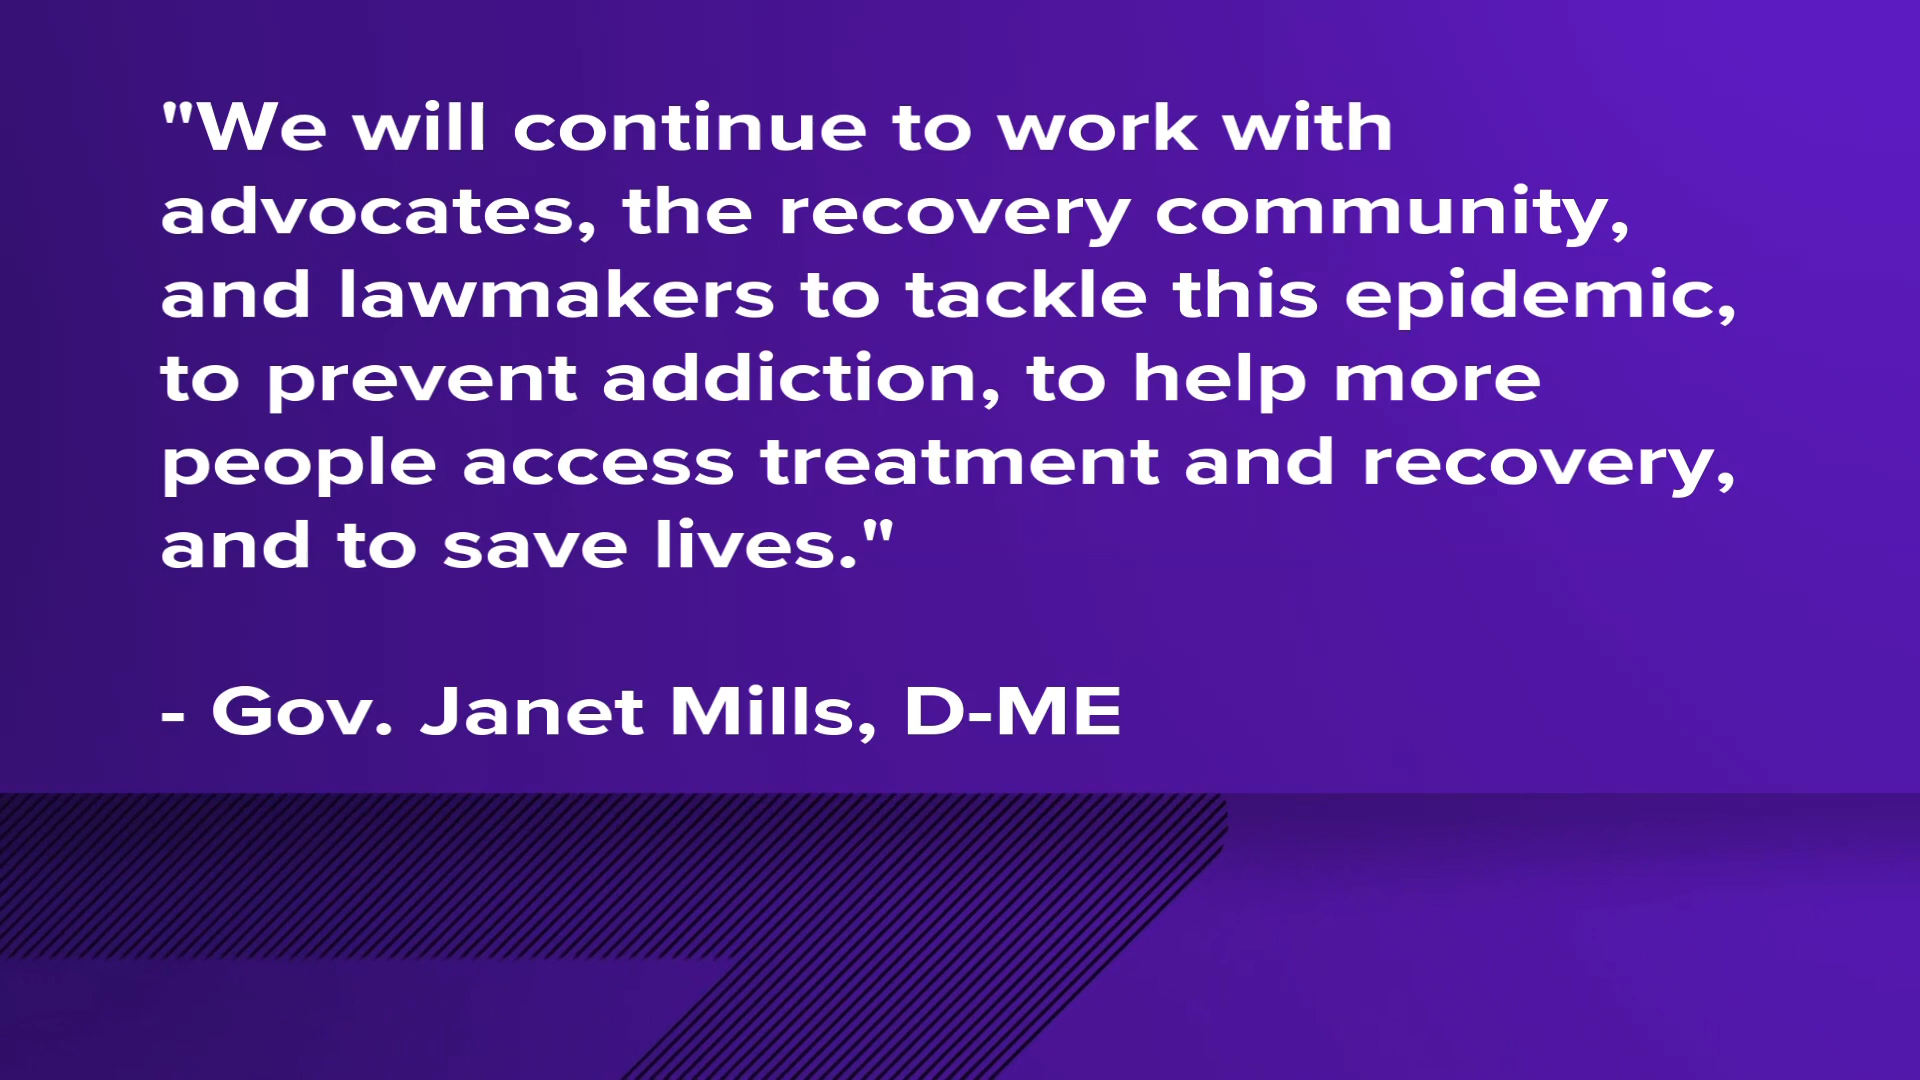 "We will continue to work with
advocates, the recovery community,
and lawmakers to tackle this epidemic,
to prevent addiction, to help more
people access treatment and recovery,
and to save lives."
- Gov. Janet Mills, D-ME